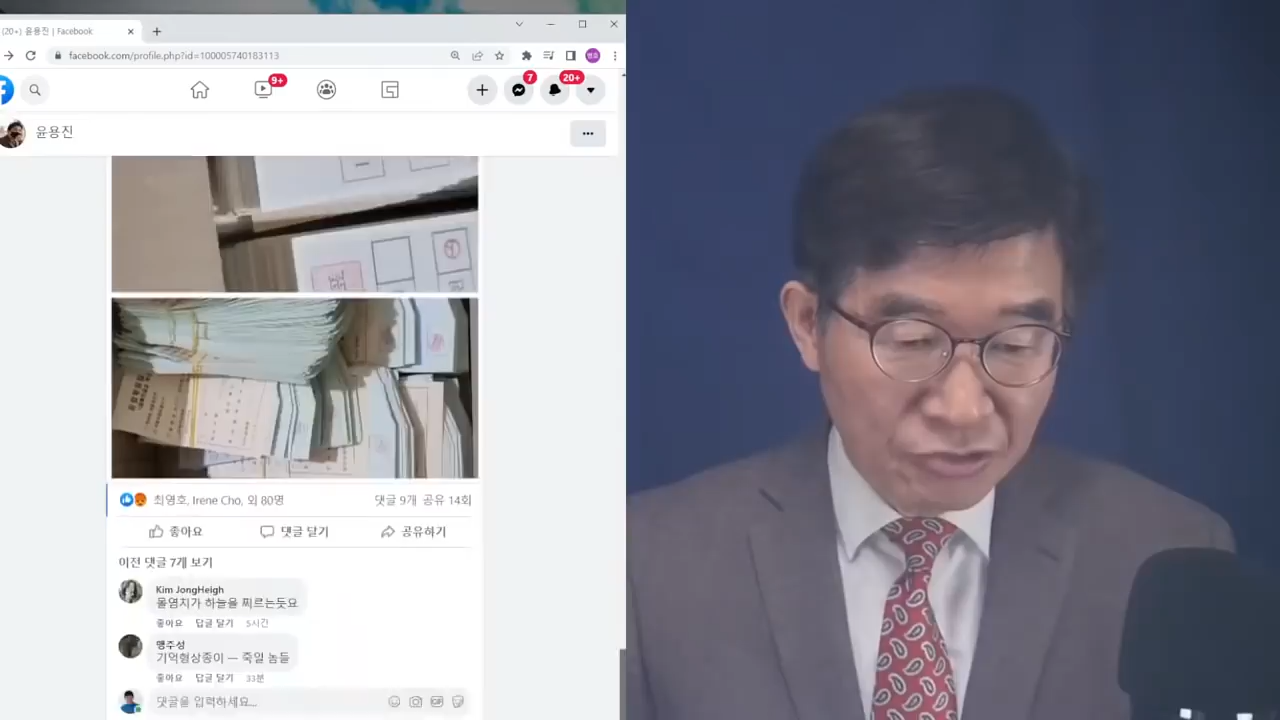 (20+) 윤용진 | Facebook
facebook.com/profile.php?id=100005740183113
9+
7
20+
윤용진
최영호, Irene Cho, 외 80명
댓글 9개 공유 14회
좋아요 댓글 달기 공유하기
이전 댓글 7개 보기
Kim JongHeigh
몰염치가 하늘을 찌르는듯요
좋아요 답글 달기 5시간
맹주성
기억형상종이 — 죽일 놈들
좋아요 답글 달기 33분
댓글을 입력하세요...
GIF